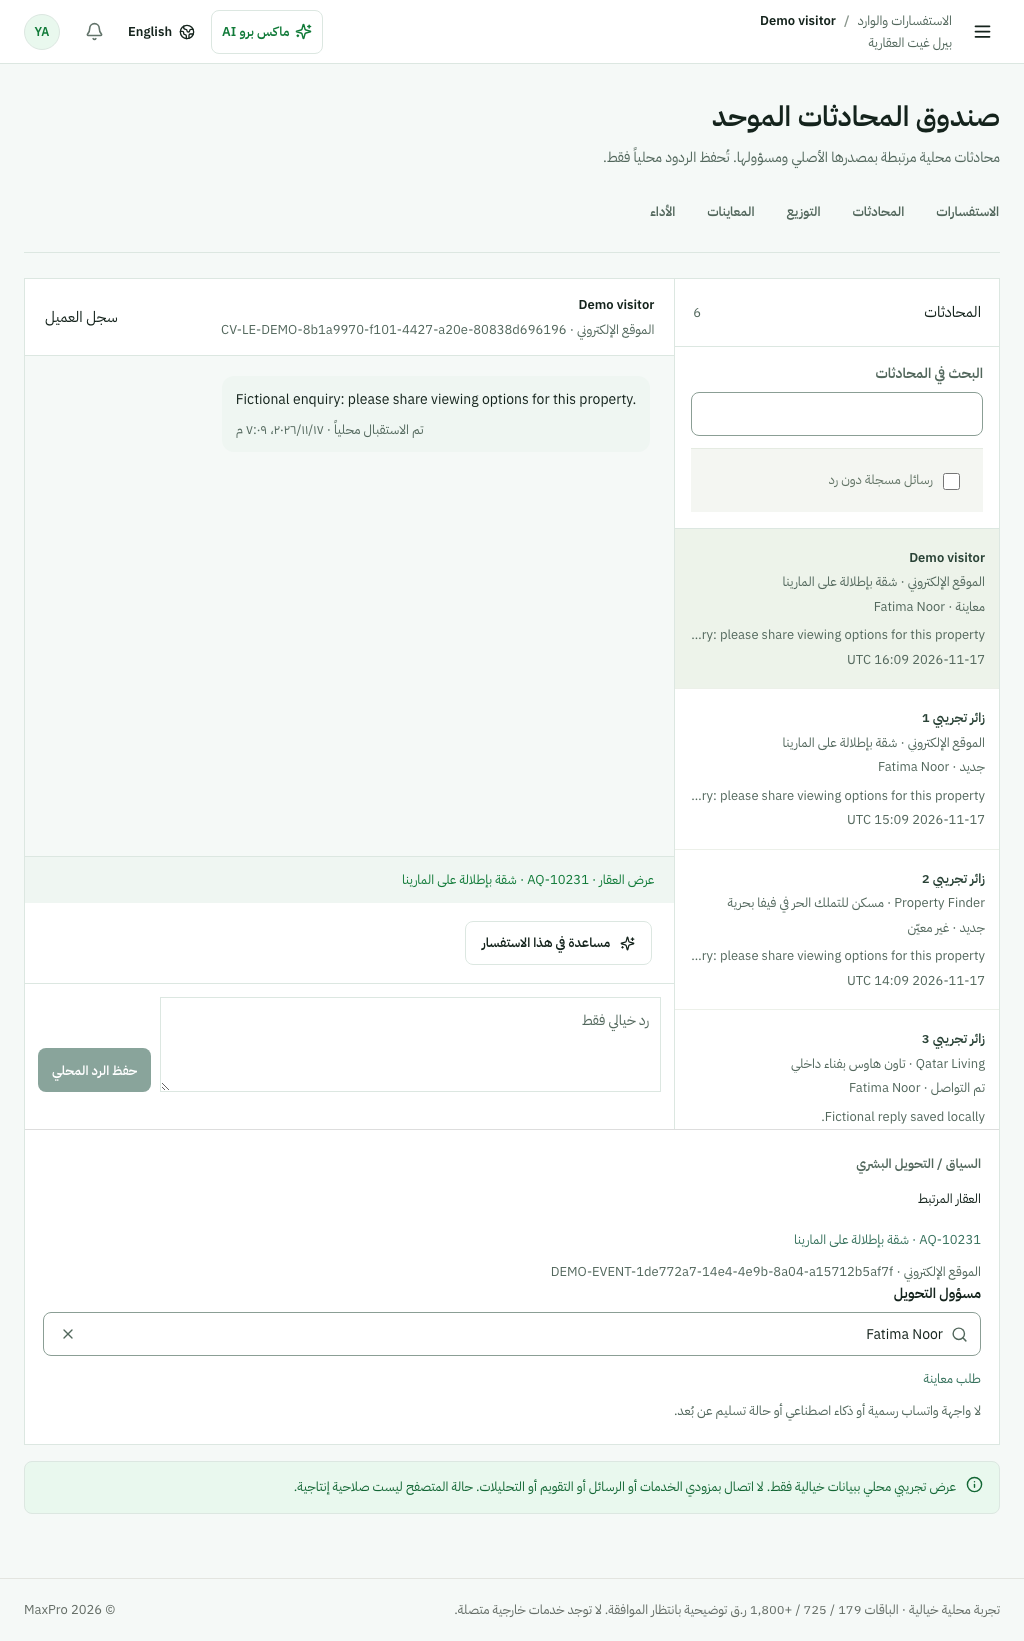 الاستفسارات والوارد / Demo visitor
بيرل غيت العقارية
ماكس برو AI
English
YA
صندوق المحادثات الموحد
محادثات محلية مرتبطة بمصدرها الأصلي ومسؤولها. تُحفظ الردود محلياً فقط.
الاستفسارات
المحادثات
التوزيع
المعاينات
الأداء
المحادثات
6
البحث في المحادثات
رسائل مسجلة دون رد
Demo visitor
الموقع الإلكتروني · شقة بإطلالة على المارينا
معاينة · Fatima Noor
...ry: please share viewing options for this property
UTC 16:09 2026-11-17
زائر تجريبي 1
الموقع الإلكتروني · شقة بإطلالة على المارينا
جديد · Fatima Noor
...ry: please share viewing options for this property
UTC 15:09 2026-11-17
زائر تجريبي 2
Property Finder · مسكن للتملك الحر في فيفا بحرية
جديد · غير معيّن
...ry: please share viewing options for this property
UTC 14:09 2026-11-17
زائر تجريبي 3
Qatar Living · تاون هاوس بفناء داخلي
تم التواصل · Fatima Noor
.Fictional reply saved locally
Demo visitor
الموقع الإلكتروني · CV-LE-DEMO-8b1a9970-f101-4427-a20e-80838d696196
سجل العميل
Fictional enquiry: please share viewing options for this property.
تم الاستقبال محلياً · ١٧‏/١١‏/٢٠٢٦، ٧:٠٩ م
عرض العقار · AQ-10231 · شقة بإطلالة على المارينا
مساعدة في هذا الاستفسار
رد خيالي فقط
حفظ الرد المحلي
السياق / التحويل البشري
العقار المرتبط
AQ-10231 · شقة بإطلالة على المارينا
الموقع الإلكتروني · DEMO-EVENT-1de772a7-14e4-4e9b-8a04-a15712b5af7f
مسؤول التحويل
Fatima Noor
طلب معاينة
لا واجهة واتساب رسمية أو ذكاء اصطناعي أو حالة تسليم عن بُعد.
عرض تجريبي محلي ببيانات خيالية فقط. لا اتصال بمزودي الخدمات أو الرسائل أو التقويم أو التحليلات. حالة المتصفح ليست صلاحية إنتاجية.
تجربة محلية خيالية · الباقات 179 / 725 / +1,800 ر.ق توضيحية بانتظار الموافقة. لا توجد خدمات خارجية متصلة.
© 2026 MaxPro